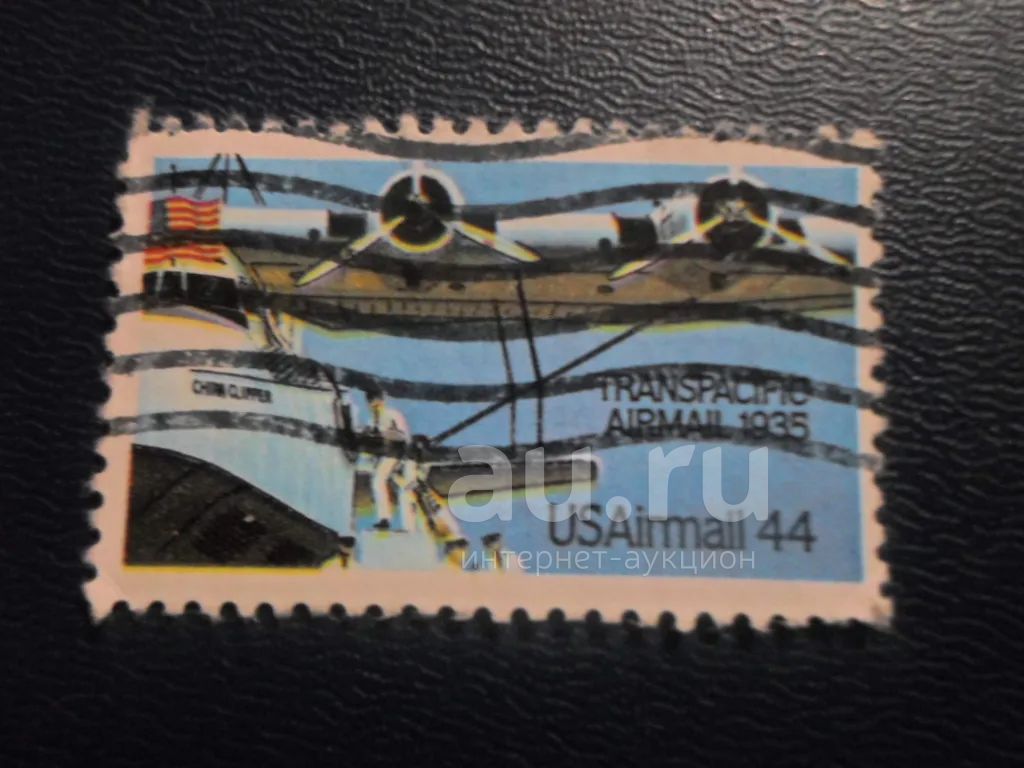 CHINA CLIPPER
TRANSPACIFIC
AIRMAIL 1935
au.ru
USAirmail 44
интернет-аукцион